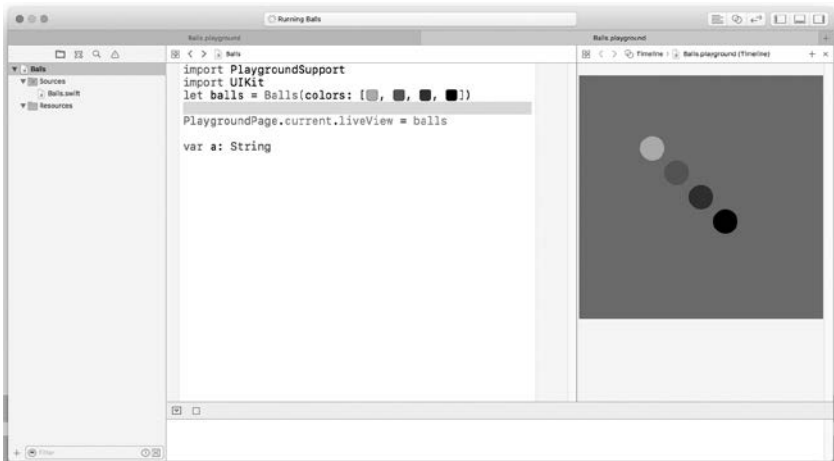 Running Balls
Balls.playground
Balls.playground
Balls
Timeline
Balls.playground (Timeline)
Balls
Sources
Balls.swift
Resources
import PlaygroundSupport
import UIKit
let balls = Balls(colors: [, , , ])
PlaygroundPage.current.liveView = balls
var a: String
Filter